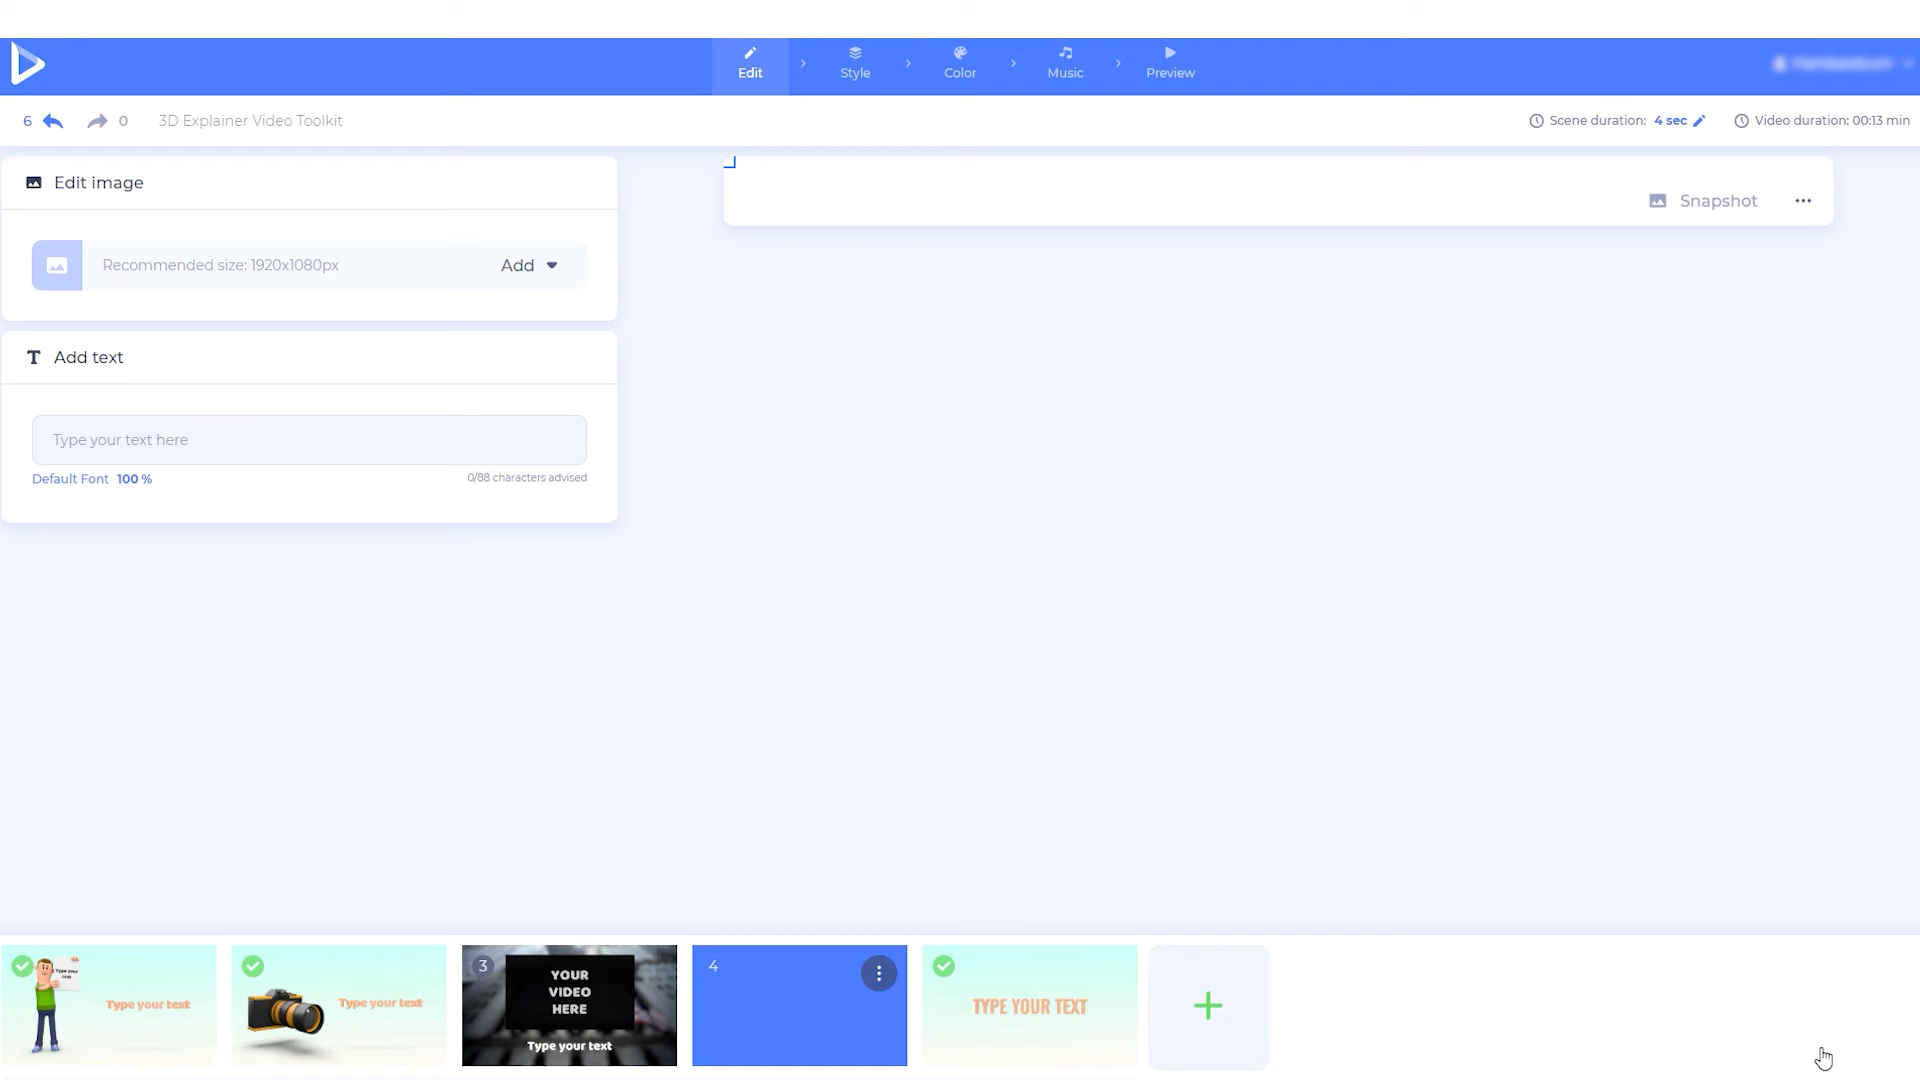 Edit
Style
Color
Music
Preview
6
0
3D Explainer Video Toolkit
Scene duration: 4 sec
Video duration: 00:13 min
Edit image
Recommended size: 1920x1080px
Add
Snapshot
Add text
Type your text here
Default Font 100 %
0/88 characters advised
Type your text
Type your text
Type your text
3
YOUR
VIDEO
HERE
Type your text
4
TYPE YOUR TEXT